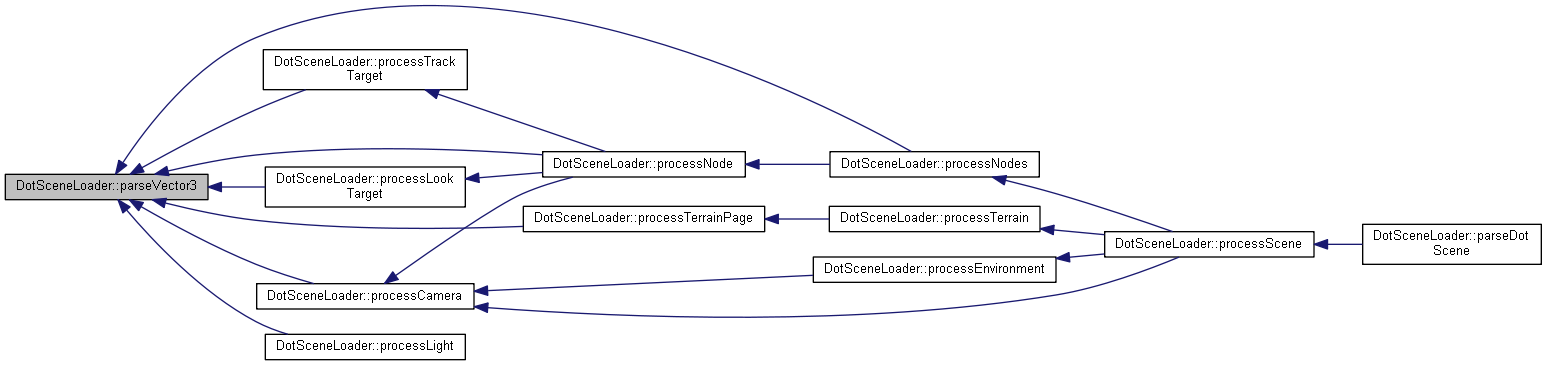 DotSceneLoader::processTrack
Target
DotSceneLoader::processNode
DotSceneLoader::processNodes
DotSceneLoader::parseVector3
DotSceneLoader::processLook
Target
DotSceneLoader::processTerrainPage
DotSceneLoader::processTerrain
DotSceneLoader::processScene
DotSceneLoader::parseDot
Scene
DotSceneLoader::processEnvironment
DotSceneLoader::processCamera
DotSceneLoader::processLight